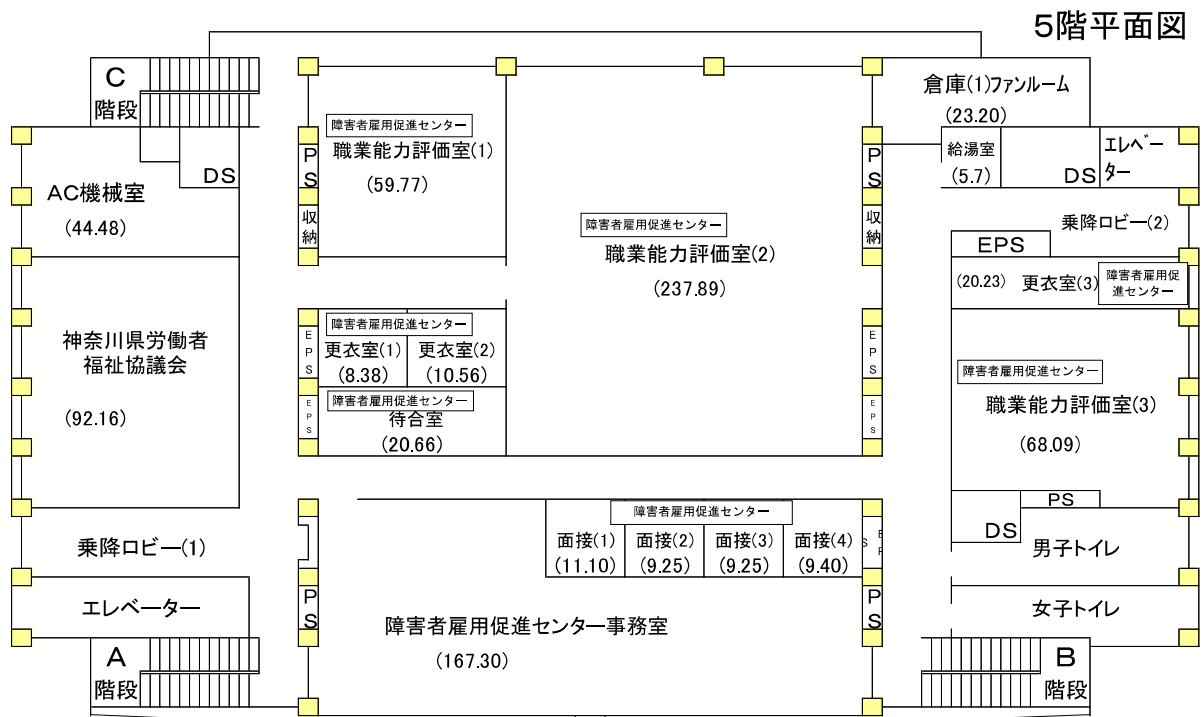 5階平面図
C
階段
倉庫(1)ファンルーム
(23.20)
障害者雇用促進センター
職業能力評価室(1)
(59.77)
PS
収納
PS
収納
給湯室
(5.7)
DS
エレベーター
DS
AC機械室
(44.48)
障害者雇用促進センター
職業能力評価室(2)
(237.89)
乗降ロビー(2)
EPS
(20.23)
更衣室(3)
障害者雇用促進センター
神奈川県労働者
福祉協議会
(92.16)
EPS
障害者雇用促進センター
更衣室(1)
(8.38)
更衣室(2)
(10.56)
EPS
EPS
障害者雇用促進センター
待合室
(20.66)
EPS
障害者雇用促進センター
職業能力評価室(3)
(68.09)
PS
DS
男子トイレ
女子トイレ
乗降ロビー(1)
エレベーター
障害者雇用促進センター
面接(1)
(11.10)
面接(2)
(9.25)
面接(3)
(9.25)
面接(4)
(9.40)
PS
障害者雇用促進センター事務室
(167.30)
PS
A
階段
B
階段